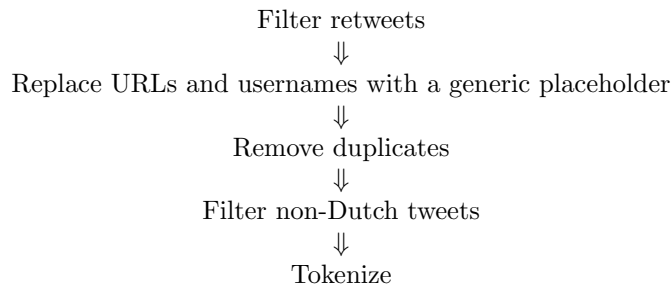 Filter retweets
⇓
Replace URLs and usernames with a generic placeholder
⇓
Remove duplicates
⇓
Filter non-Dutch tweets
⇓
Tokenize